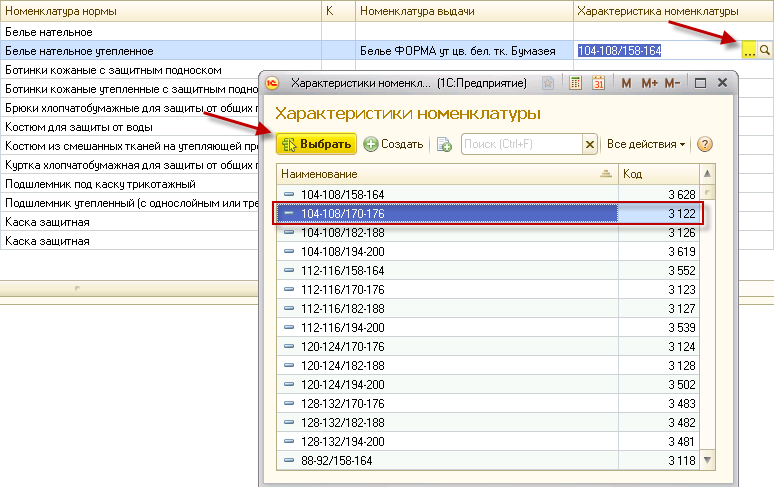 Номенклатура нормы К Номенклатура выдачи Характеристика номенклатуры
Белье нательное
Белье нательное утепленное Белье ФОРМА ут цв. бел. тк. Бумазея 104-108/158-164 ...
Ботинки кожаные с защитным подноском
Ботинки кожаные утепленные с защитным поднос
Брюки хлопчатобумажные для защиты от общих п
Костюм для защиты от воды
Костюм из смешанных тканей на утепляющей про
Куртка хлопчатобумажная для защиты от общих
Подшлемник под каску трикотажный
Подшлемник утепленный (с однослойным или тре
Каска защитная
Каска защитная
Характеристики номенкл... (1С:Предприятие) 31 M M+ M-
Характеристики номенклатуры
Выбрать Создать Поиск (Ctrl+F) × Все действия ?
Наименование Код
104-108/158-164 3 628
104-108/170-176 3 122
104-108/182-188 3 126
104-108/194-200 3 619
112-116/158-164 3 552
112-116/170-176 3 123
112-116/182-188 3 127
112-116/194-200 3 539
120-124/170-176 3 124
120-124/182-188 3 128
120-124/194-200 3 502
128-132/170-176 3 483
128-132/182-188 3 482
128-132/194-200 3 481
88-92/158-164 3 118